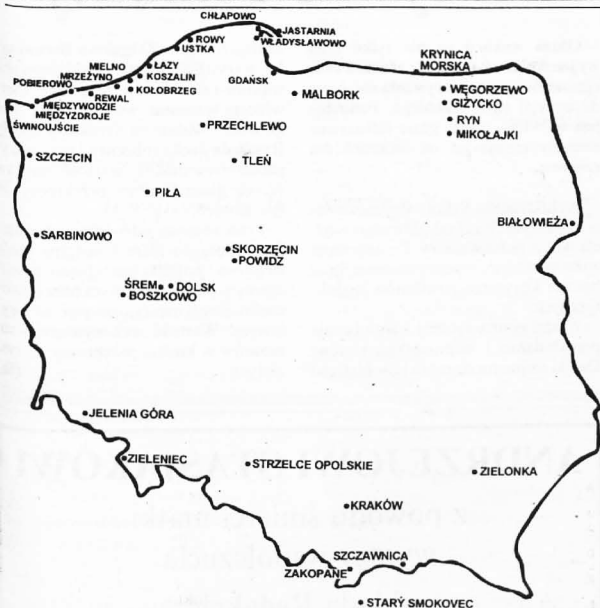 CHŁAPOWO
JASTARNIA
WŁADYSŁAWOWO
ROWY
USTKA
KRYNICA
MORSKA
MIELNO
ŁAZY
MRZEŻYNO
KOSZALIN
GDAŃSK
POBIEROWO
KOŁOBRZEG
WĘGORZEWO
MALBORK
REWAL
GIŻYCKO
MIĘDZYWODZIE
MIĘDZYZDROJE
ŚWINOUJŚCIE
PRZECHLEWO
RYN
MIKOŁAJKI
SZCZECIN
TLEŃ
PIŁA
BIAŁOWIEŻA
SARBINOWO
SKORZĘCIN
POWIDZ
ŚREM
DOLSK
BOSZKOWO
JELENIA GÓRA
ZIELENIEC
STRZELCE OPOLSKIE
ZIELONKA
KRAKÓW
SZCZAWNICA
ZAKOPANE
STARY SMOKOVEC